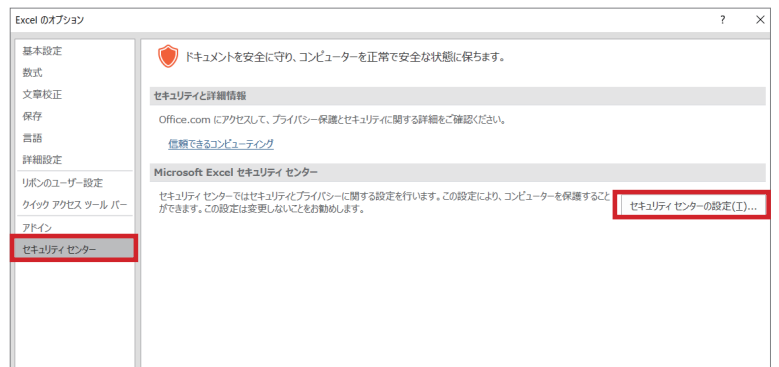 Excel のオプション ? ×
基本設定
数式
文章校正
保存
言語
詳細設定
リボンのユーザー設定
クイック アクセス ツール バー
アドイン
セキュリティ センター
ドキュメントを安全に守り、コンピューターを正常で安全な状態に保ちます。
セキュリティと詳細情報
Office.com にアクセスして、プライバシー保護とセキュリティに関する詳細をご確認ください。
信頼できるコンピューティング
Microsoft Excel セキュリティ センター
セキュリティ センターではセキュリティとプライバシーに関する設定を行います。この設定により、コンピューターを保護すること
ができます。この設定は変更しないことをお勧めします。
セキュリティ センターの設定(T)...